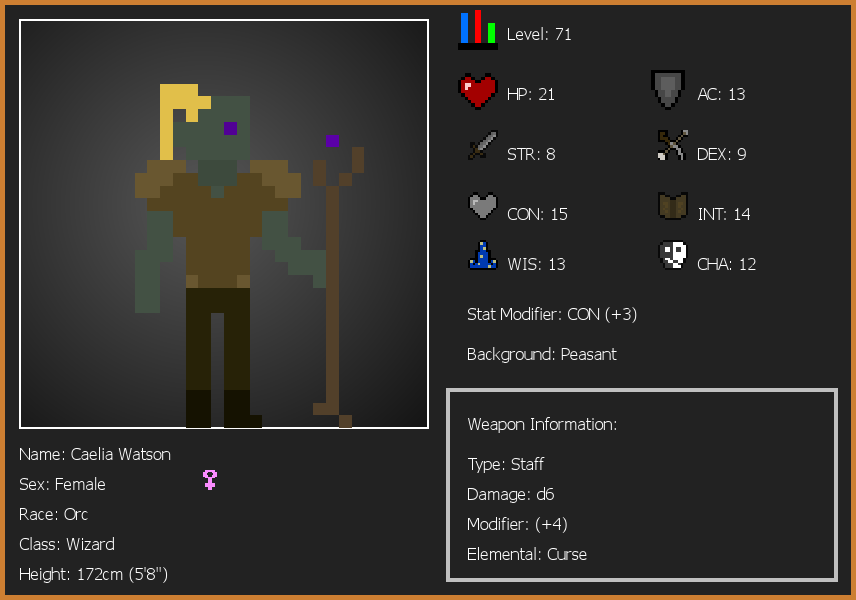 Level: 71
HP: 21
AC: 13
STR: 8
DEX: 9
CON: 15
INT: 14
WIS: 13
CHA: 12
Stat Modifier: CON (+3)
Background: Peasant
Weapon Information:
Type: Staff
Damage: d6
Modifier: (+4)
Elemental: Curse
Name: Caelia Watson
Sex: Female
Race: Orc
Class: Wizard
Height: 172cm (5'8")